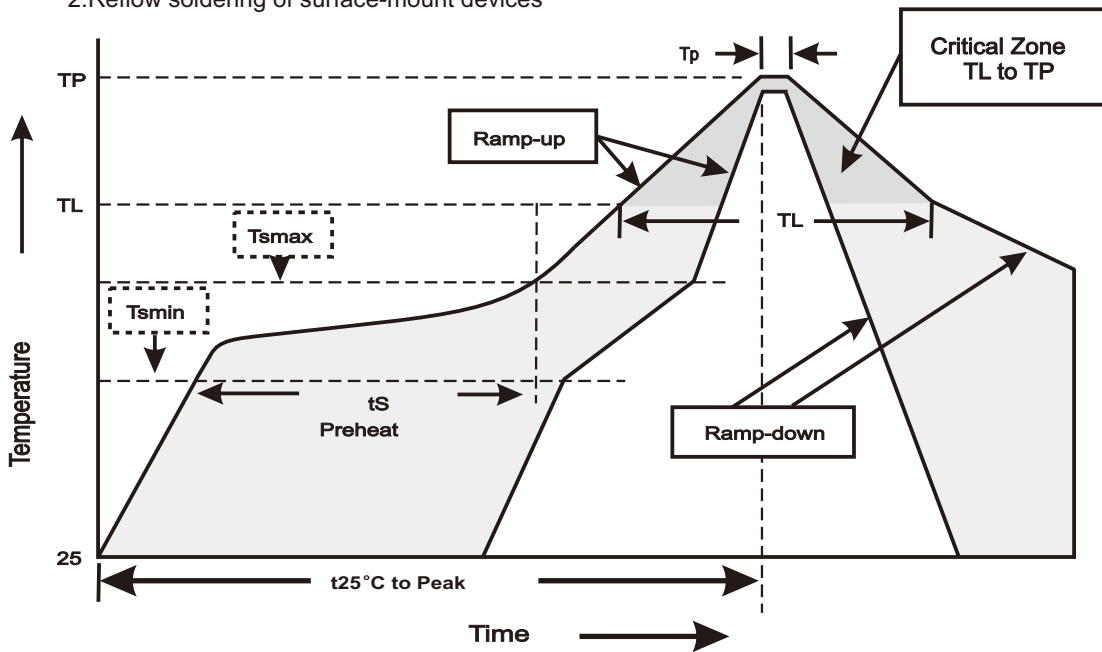 2.Reflow soldering of surface-mount devices
Tp
Critical Zone
TL to TP
TP
Ramp-up
TL
TL
Tsmax
Tsmin
Temperature
tS
Preheat
Ramp-down
25
t25°C to Peak
Time